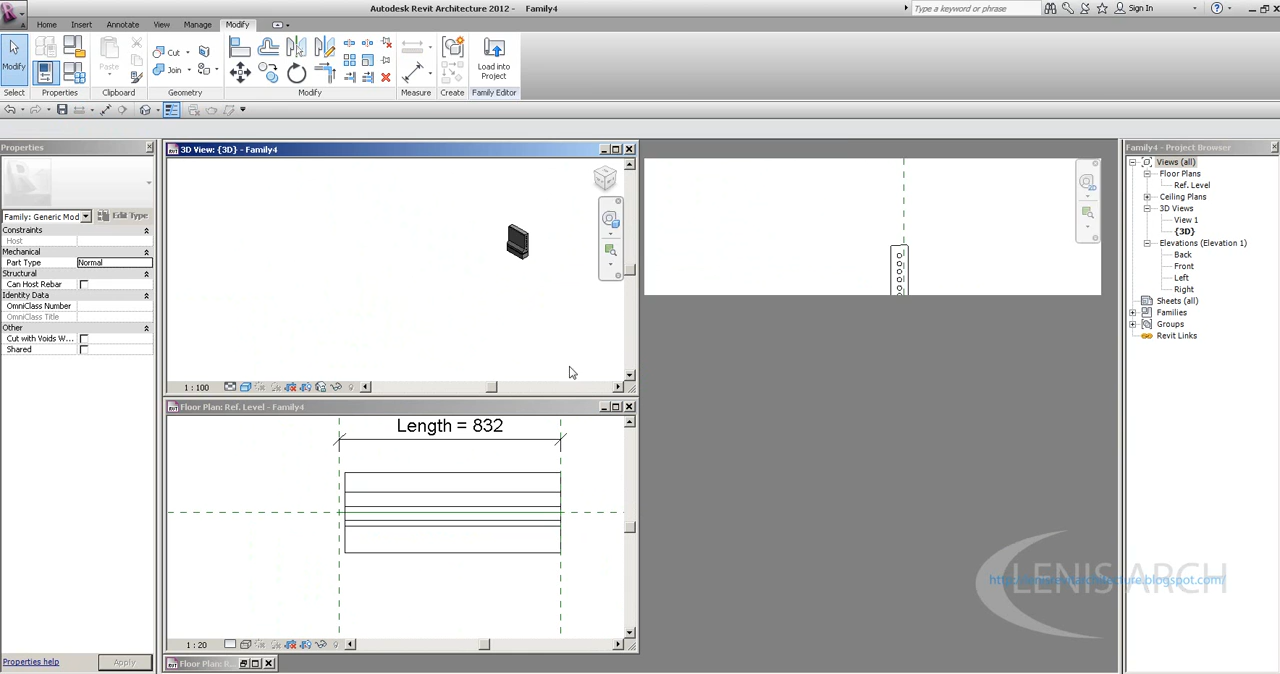 Autodesk Revit Architecture 2012 -    Family4
Type a keyword or phrase
Sign In
Home Insert Annotate View Manage Modify
Modify
Paste
Cut
Join
Load into
Project
Select Properties Clipboard Geometry Modify Measure Create Family Editor
Properties
Family: Generic Mod
Edit Type
Constraints
Host
Mechanical
Part Type Normal
Structural
Can Host Rebar
Identity Data
OmniClass Number
OmniClass Title
Other
Cut with Voids W...
Shared
Properties help
Apply
3D View: {3D} - Family4
1 : 100
Floor Plan: Ref. Level - Family4
Length = 832
1 : 20
Floor Plan: R...
Family4 - Project Browser
Views (all)
Floor Plans
Ref. Level
Ceiling Plans
3D Views
View 1
{3D}
Elevations (Elevation 1)
Back
Front
Left
Right
Sheets (all)
Families
Groups
Revit Links
LENIS ARCH